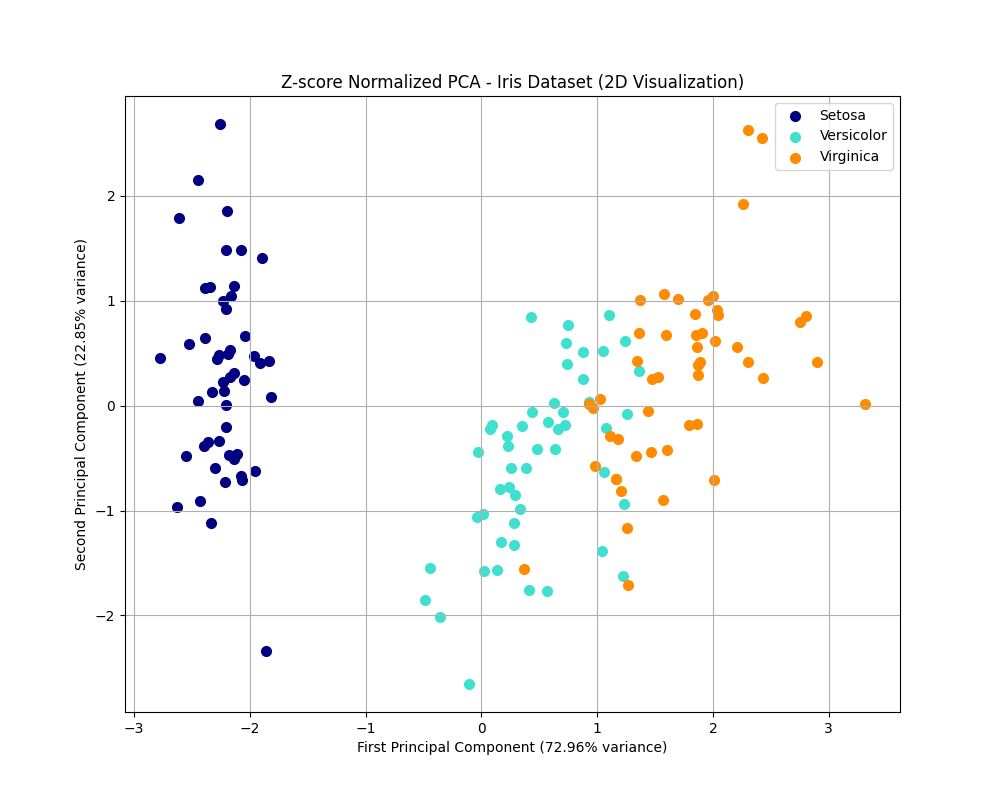 Z-score Normalized PCA - Iris Dataset (2D Visualization)
Setosa
Versicolor
Virginica
Second Principal Component (22.85% variance)
2
1
0
−1
−2
−3
−2
−1
0
1
2
3
First Principal Component (72.96% variance)